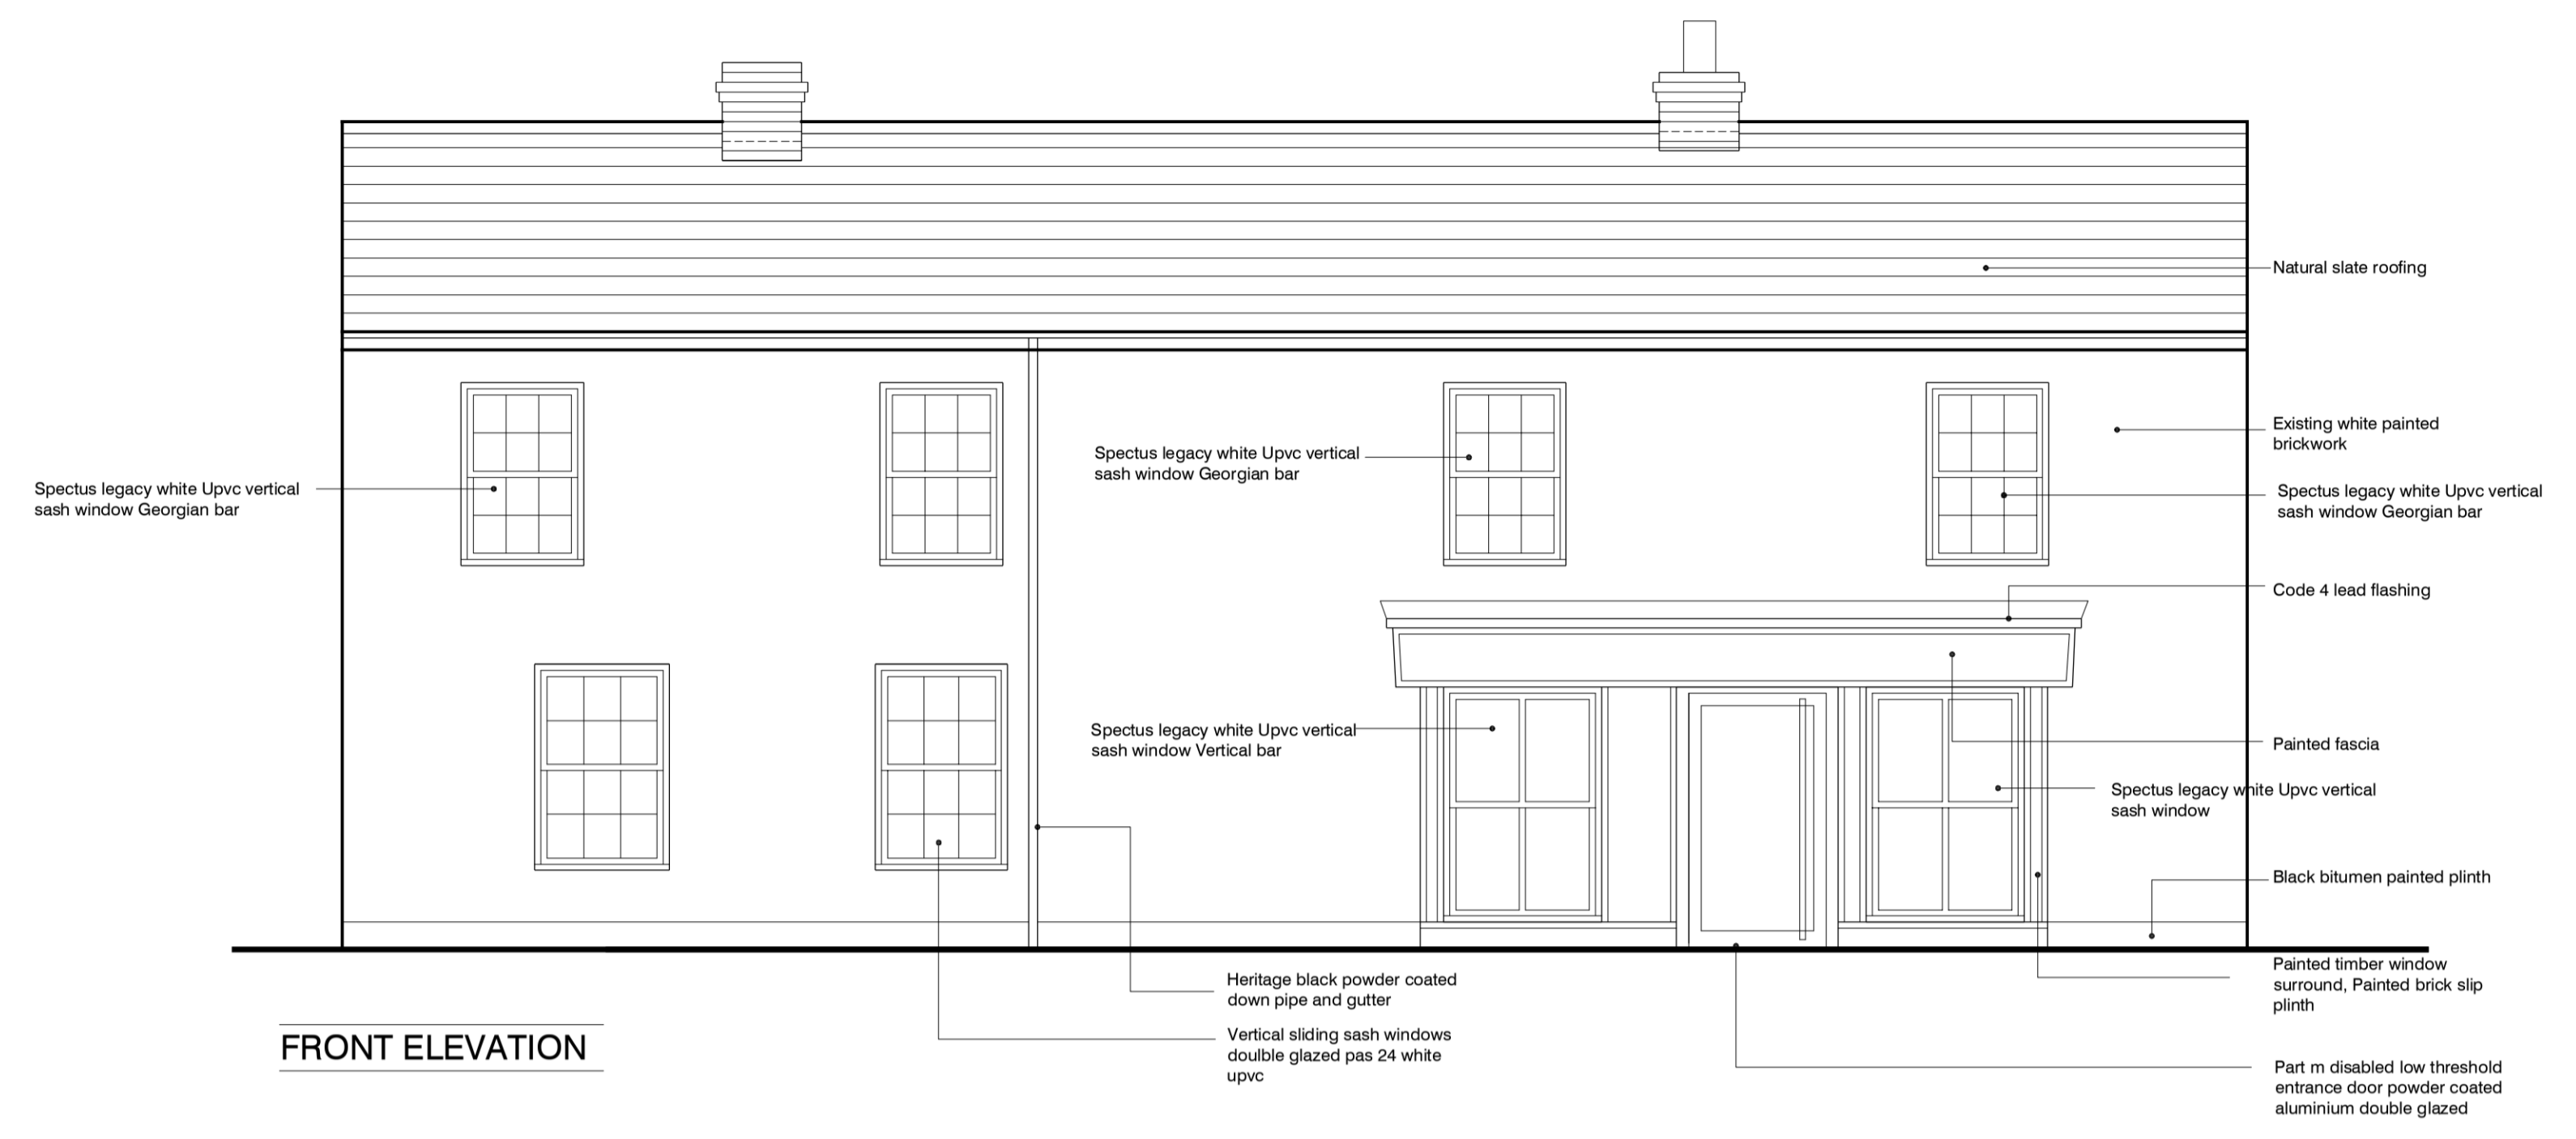 Natural slate roofing
Existing white painted
brickwork
Spectus legacy white Upvc vertical
sash window Georgian bar
Spectus legacy white Upvc vertical
sash window Georgian bar
Spectus legacy white Upvc vertical
sash window Georgian bar
Code 4 lead flashing
Spectus legacy white Upvc vertical
sash window Vertical bar
Painted fascia
Spectus legacy white Upvc vertical
sash window
Black bitumen painted plinth
Painted timber window
surround, Painted brick slip
plinth
Heritage black powder coated
down pipe and gutter
Vertical sliding sash windows
doulble glazed pas 24 white
upvc
FRONT ELEVATION
Part m disabled low threshold
entrance door powder coated
aluminium double glazed